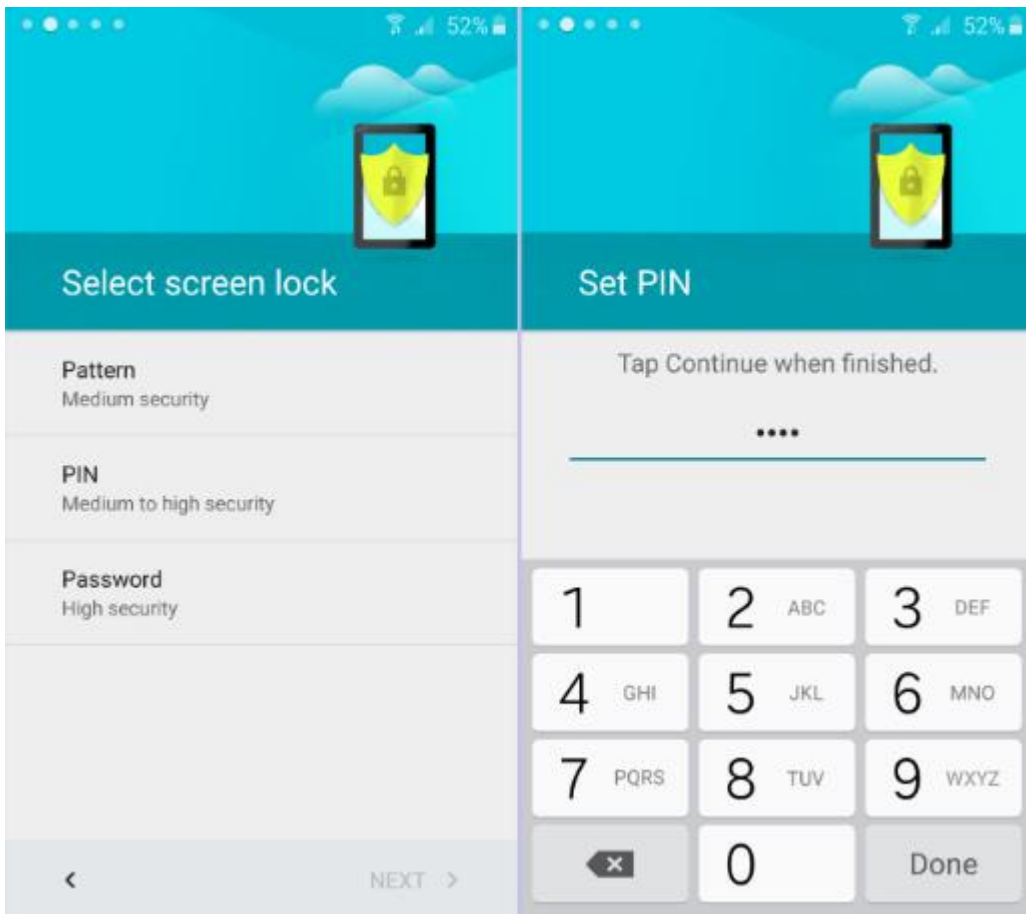 52%
Select screen lock
Pattern
Medium security
PIN
Medium to high security
Password
High security
NEXT
52%
Set PIN
Tap Continue when finished.
••••
1
2 ABC
3 DEF
4 GHI
5 JKL
6 MNO
7 PQRS
8 TUV
9 WXYZ
0
Done